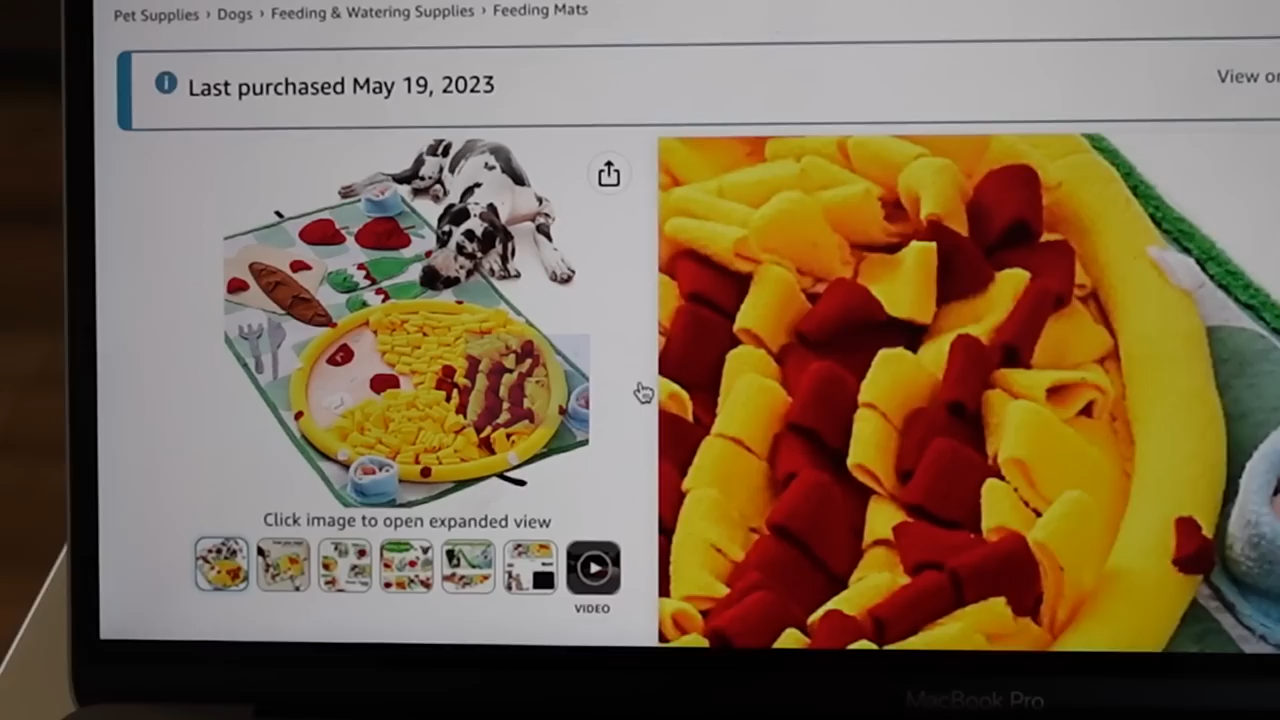 Pet Supplies › Dogs › Feeding & Watering Supplies › Feeding Mats
Last purchased May 19, 2023
View
Click image to open expanded view
VIDEO
MacBook Pro